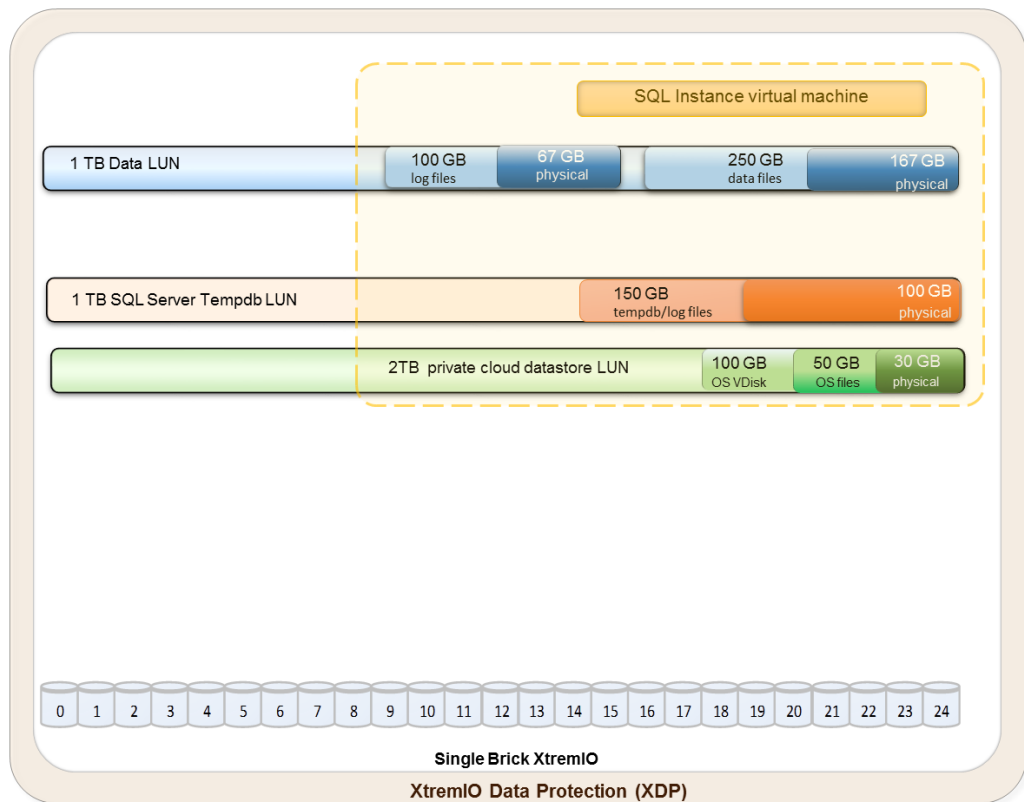 SQL Instance virtual machine
1 TB Data LUN
100 GB
log files
67 GB
physical
250 GB
data files
167 GB
physical
1 TB SQL Server Tempdb LUN
150 GB
tempdb/log files
100 GB
physical
2TB private cloud datastore LUN
100 GB
OS VDisk
50 GB
OS files
30 GB
physical
0 1 2 3 4 5 6 7 8 9 10 11 12 13 14 15 16 17 18 19 20 21 22 23 24
Single Brick XtremIO
XtremIO Data Protection (XDP)